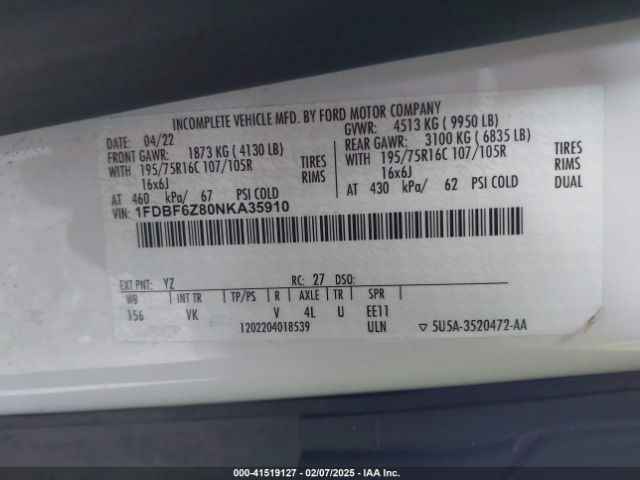 INCOMPLETE VEHICLE MFD. BY FORD MOTOR COMPANY
DATE: 04/22 GVWR: 4513 KG ( 9950 LB)
FRONT GAWR: 1873 KG ( 4130 LB) REAR GAWR: 3100 KG ( 6835 LB)
WITH 195/75R16C 107/105R TIRES WITH 195/75R16C 107/105R TIRES
16x6J RIMS 16x6J RIMS
AT 460 kPa/ 67 PSI COLD AT 430 kPa/ 62 PSI COLD DUAL
VIN: 1FDBF6Z80NKA35910
EXT PNT: YZ RC: 27 DSO:
WB INT TR TP/PS R AXLE TR SPR
156 VK V 4L U EE11
1202204018539 ULN ▽ 5U5A-3520472-AA
000-41519127 - 02/07/2025 - IAA Inc.